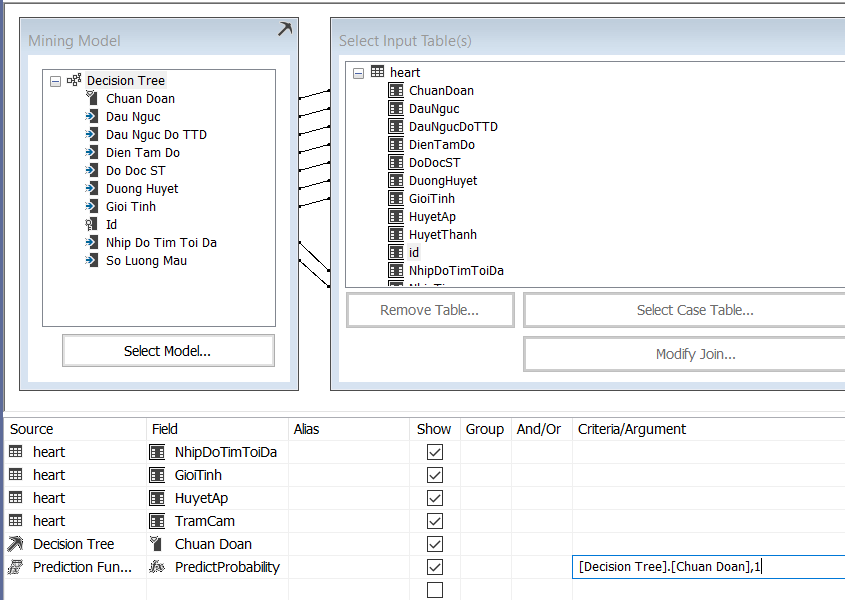 Mining Model
Decision Tree
Chuan Doan
Dau Nguc
Dau Nguc Do TTD
Dien Tam Do
Do Doc ST
Duong Huyet
Gioi Tinh
Id
Nhip Do Tim Toi Da
So Luong Mau
Select Model...
Select Input Table(s)
heart
ChuanDoan
DauNguc
DauNgucDoTTD
DienTamDo
DoDocST
DuongHuyet
GioiTinh
HuyetAp
HuyetThanh
id
NhipDoTimToiDa
Remove Table... Select Case Table...
Modify Join...
Source Field Alias Show Group And/Or Criteria/Argument
heart NhipDoTimToiDa
heart GioiTinh
heart HuyetAp
heart TramCam
Decision Tree Chuan Doan
Prediction Fun... PredictProbability [Decision Tree].[Chuan Doan],1